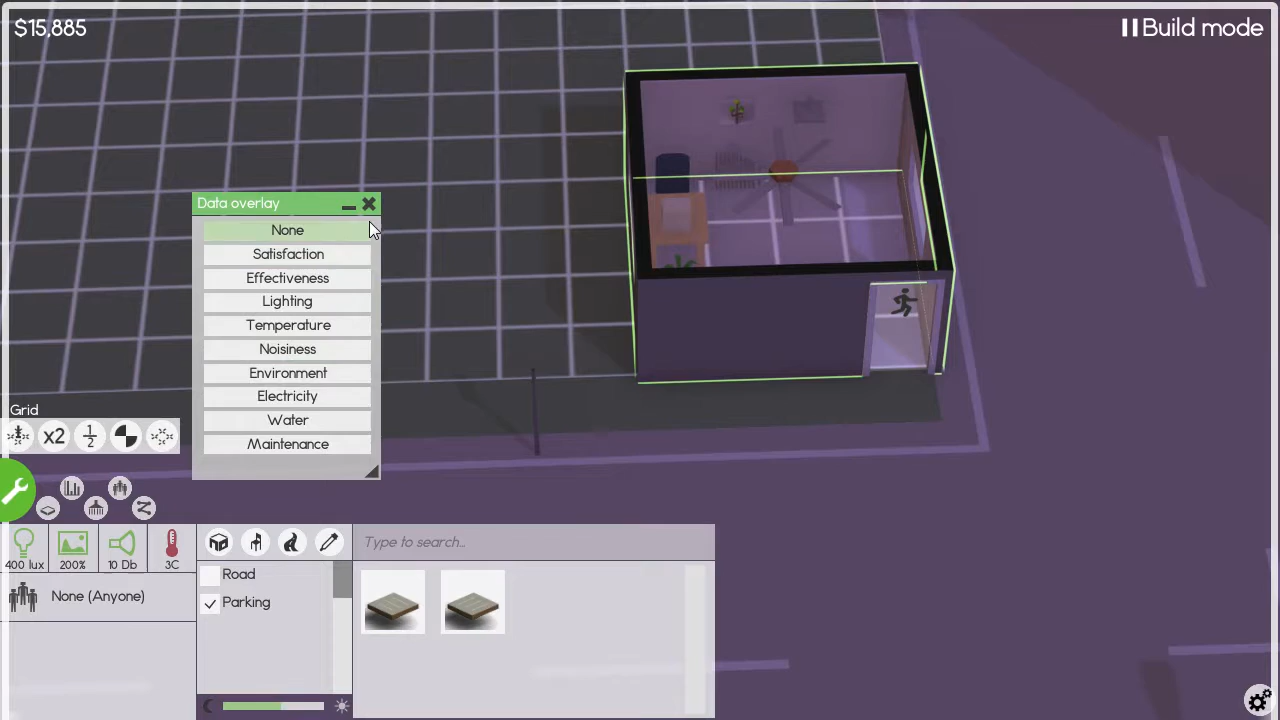 $15,885
Build mode
Data overlay
None
Satisfaction
Effectiveness
Lighting
Temperature
Noisiness
Environment
Electricity
Water
Maintenance
Grid
x2
1/2
400 lux
200%
10 Db
3C
None (Anyone)
Type to search...
Road
Parking